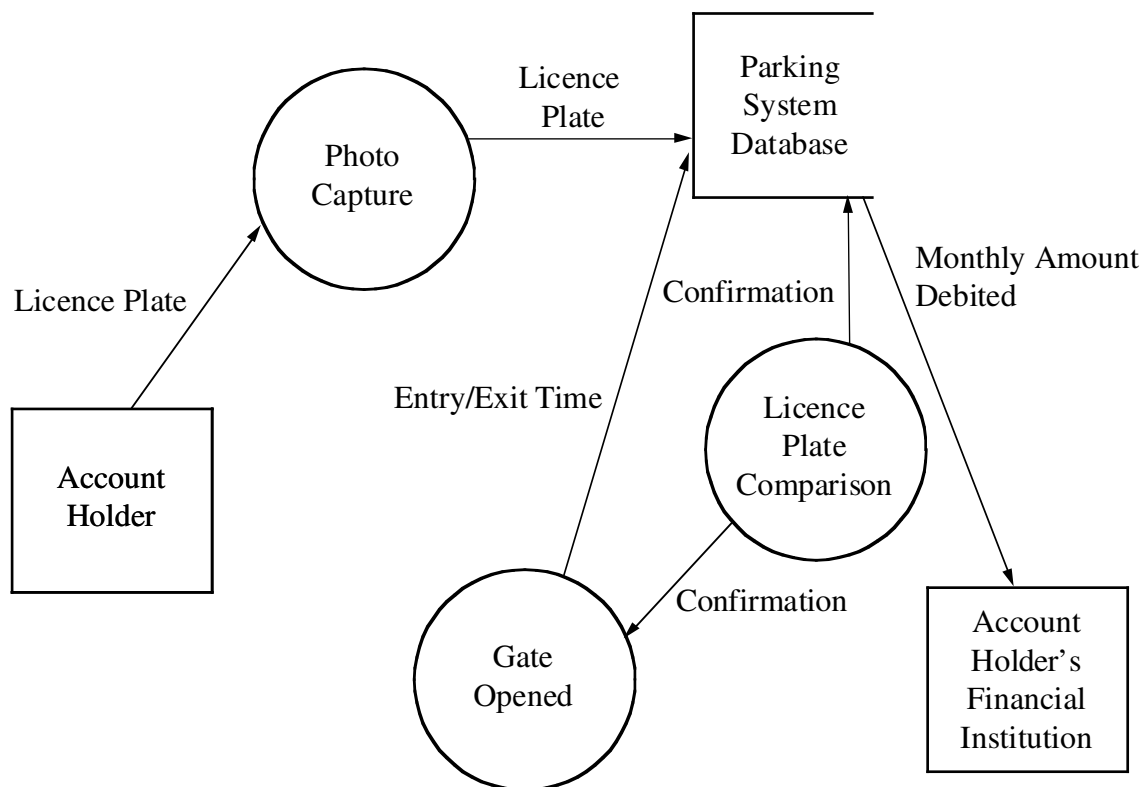 Licence
Plate
Parking
System
Database
Photo
Capture
Licence Plate
Confirmation
Monthly Amount
Debited
Entry/Exit Time
Licence
Plate
Comparison
Account
Holder
Confirmation
Gate
Opened
Account
Holder’s
Financial
Institution